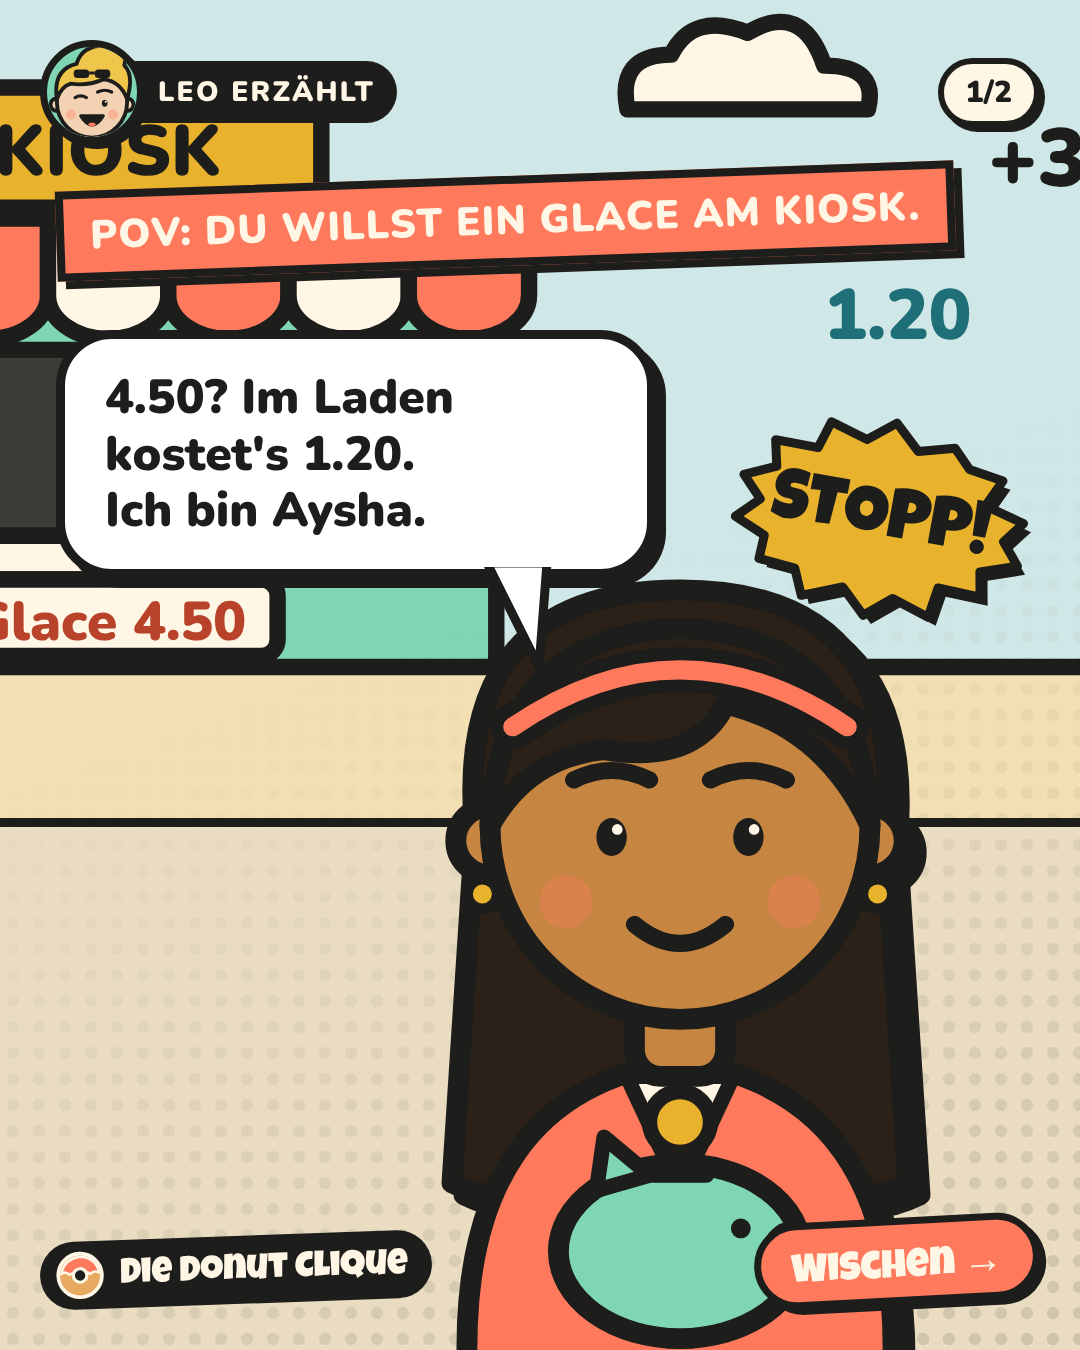 LEO ERZÄHLT
1/2
KIOSK
+3
POV: DU WILLST EIN GLACE AM KIOSK.
1.20
4.50? Im Laden
kostet's 1.20.
Ich bin Aysha.
STOPP!
Glace 4.50
DIE DONUT CLIQUE
WISCHEN →